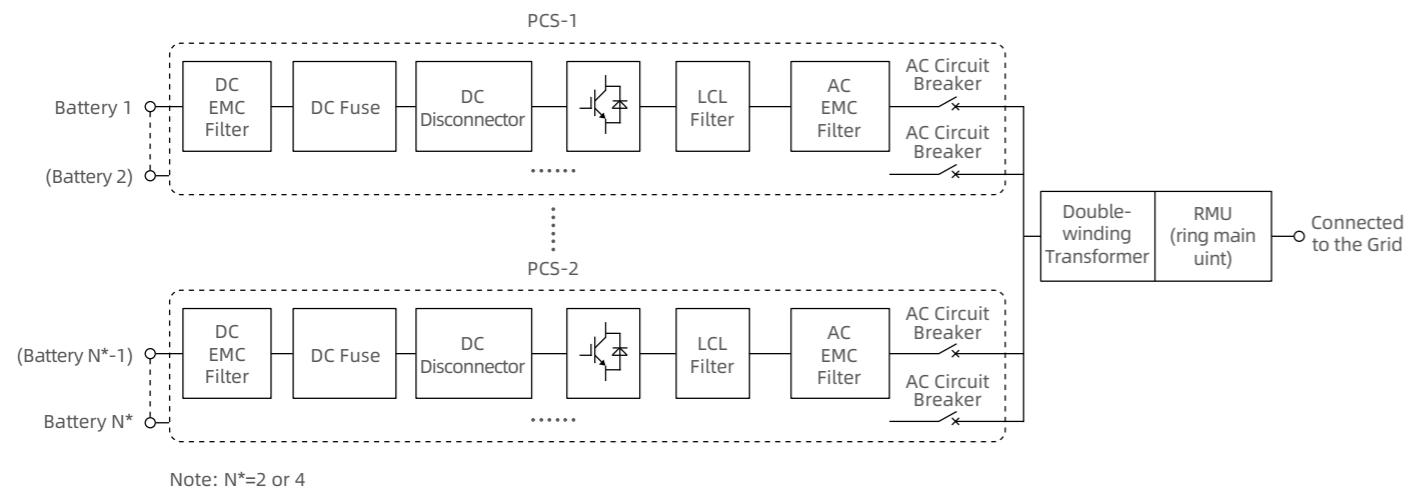 PCS-1
Battery 1
(Battery 2)
DC
EMC
Filter
DC Fuse
DC
Disconnector
LCL
Filter
AC
EMC
Filter
AC Circuit
Breaker
AC Circuit
Breaker
......
Double-
winding
Transformer
RMU
(ring main
uint)
Connected
to the Grid
PCS-2
(Battery N*-1)
Battery N*
DC
EMC
Filter
DC Fuse
DC
Disconnector
LCL
Filter
AC
EMC
Filter
AC Circuit
Breaker
AC Circuit
Breaker
......
Note: N*=2 or 4